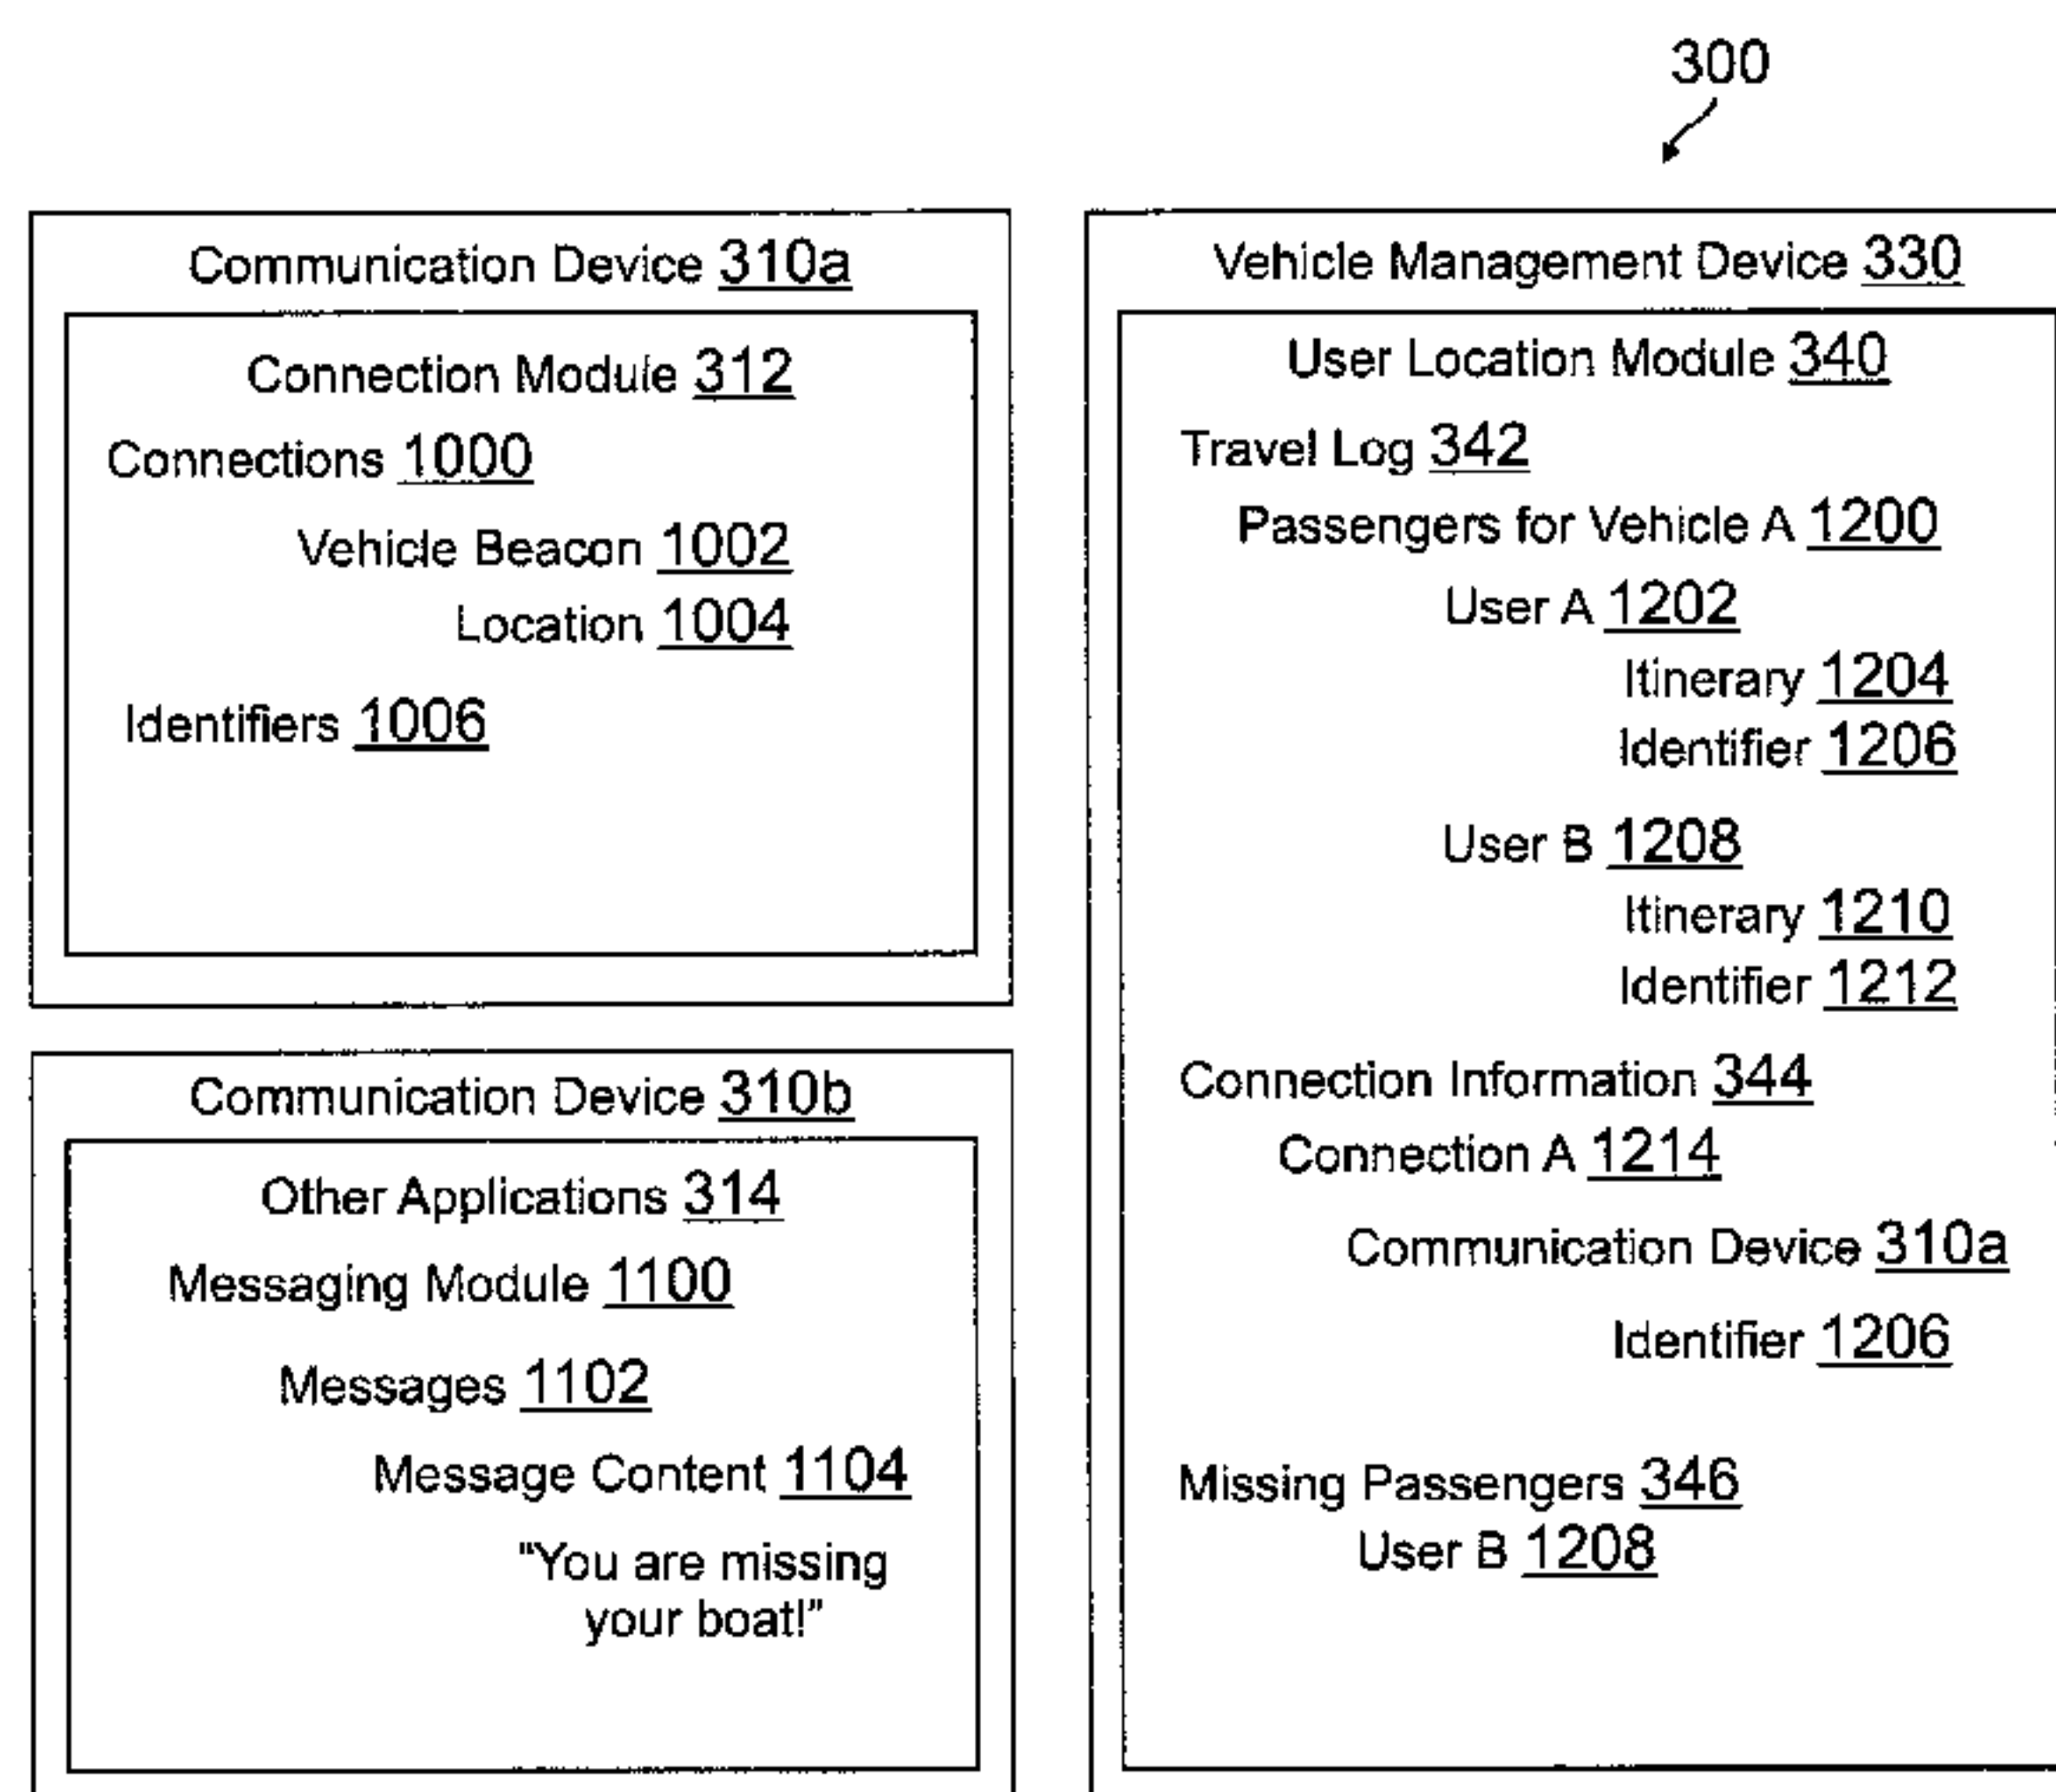 300
Communication Device 310a
Connection Module 312
Connections 1000
Vehicle Beacon 1002
Location 1004
Identifiers 1006
Communication Device 310b
Other Applications 314
Messaging Module 1100
Messages 1102
Message Content 1104
"You are missing
your boat!"
Vehicle Management Device 330
User Location Module 340
Travel Log 342
Passengers for Vehicle A 1200
User A 1202
Itinerary 1204
Identifier 1206
User B 1208
Itinerary 1210
Identifier 1212
Connection Information 344
Connection A 1214
Communication Device 310a
Identifier 1206
Missing Passengers 346
User B 1208